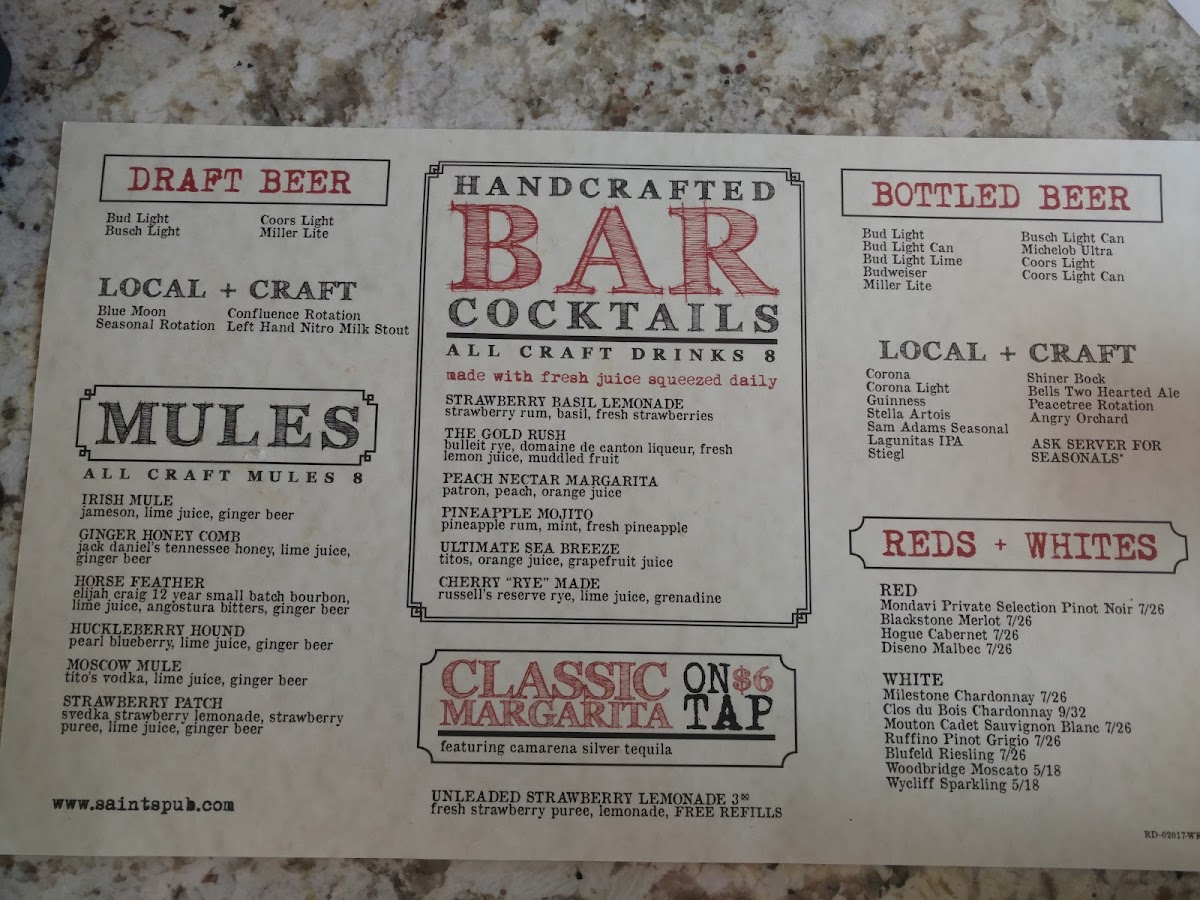 DRAFT BEER
Bud Light
Busch Light
Coors Light
Miller Lite
LOCAL + CRAFT
Blue Moon
Seasonal Rotation
Confluence Rotation
Left Hand Nitro Milk Stout
MULES
ALL CRAFT MULES 8
IRISH MULE
jameson, lime juice, ginger beer
GINGER HONEY COMB
jack daniel's tennessee honey, lime juice,
ginger beer
HORSE FEATHER
elijah craig 12 year small batch bourbon,
lime juice, angostura bitters, ginger beer
HUCKLEBERRY HOUND
pearl blueberry, lime juice, ginger beer
MOSCOW MULE
tito's vodka, lime juice, ginger beer
STRAWBERRY PATCH
svedka strawberry lemonade, strawberry
puree, lime juice, ginger beer
www.saintspub.com
HANDCRAFTED
BAR
COCKTAILS
ALL CRAFT DRINKS 8
made with fresh juice squeezed daily
STRAWBERRY BASIL LEMONADE
strawberry rum, basil, fresh strawberries
THE GOLD RUSH
bulleit rye, domaine de canton liqueur, fresh
lemon juice, muddled fruit
PEACH NECTAR MARGARITA
patron, peach, orange juice
PINEAPPLE MOJITO
pineapple rum, mint, fresh pineapple
ULTIMATE SEA BREEZE
titos, orange juice, grapefruit juice
CHERRY "RYE" MADE
russell's reserve rye, lime juice, grenadine
CLASSIC
MARGARITA
ON $6
TAP
featuring camarena silver tequila
UNLEADED STRAWBERRY LEMONADE 3⁵⁰
fresh strawberry puree, lemonade, FREE REFILLS
BOTTLED BEER
Bud Light
Bud Light Can
Bud Light Lime
Budweiser
Miller Lite
Busch Light Can
Michelob Ultra
Coors Light
Coors Light Can
LOCAL + CRAFT
Corona
Corona Light
Guinness
Stella Artois
Sam Adams Seasonal
Lagunitas IPA
Stiegl
Shiner Bock
Bells Two Hearted Ale
Peacetree Rotation
Angry Orchard
ASK SERVER FOR
SEASONALS*
REDS + WHITES
RED
Mondavi Private Selection Pinot Noir 7/26
Blackstone Merlot 7/26
Hogue Cabernet 7/26
Diseno Malbec 7/26
WHITE
Milestone Chardonnay 7/26
Clos du Bois Chardonnay 9/32
Mouton Cadet Sauvignon Blanc 7/26
Ruffino Pinot Grigio 7/26
Blufeld Riesling 7/26
Woodbridge Moscato 5/18
Wycliff Sparkling 5/18